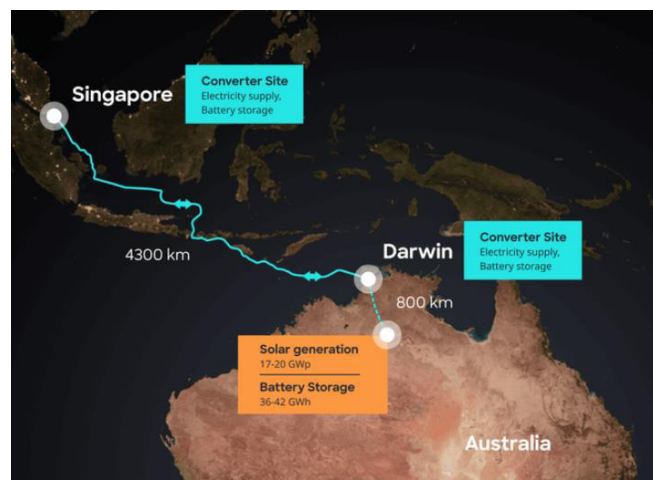 Singapore
Converter Site
Electricity supply,
Battery storage
4300 km
Darwin
Converter Site
Electricity supply,
Battery storage
800 km
Solar generation
17-20 GWp
Battery Storage
36-42 GWh
Australia